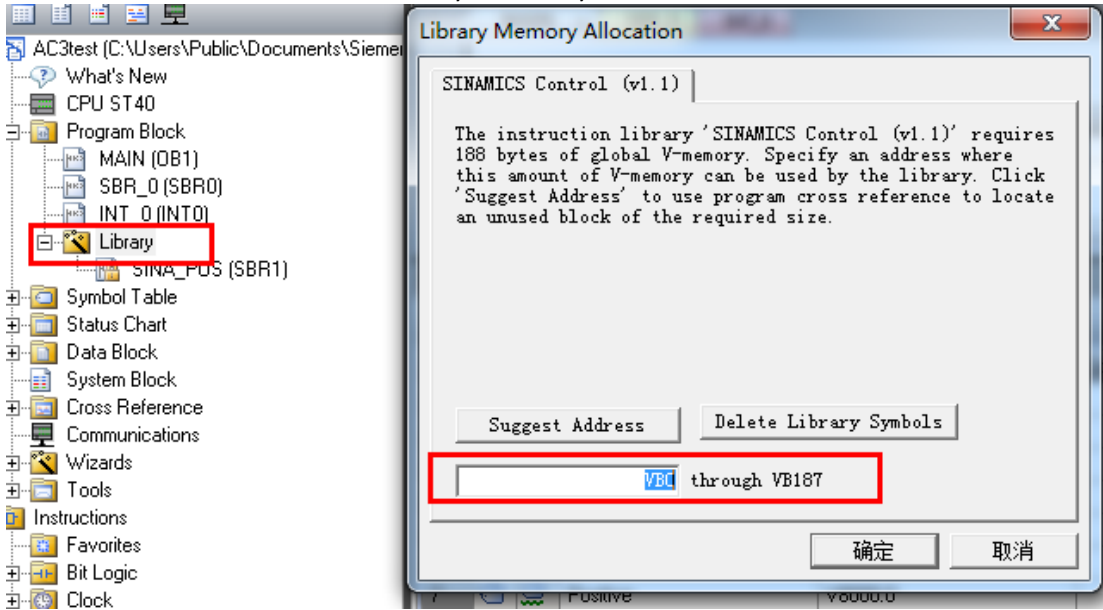 AC3test (C:\Users\Public\Documents\Siemer
What's New
CPU ST40
Program Block
MAIN (OB1)
SBR_0 (SBR0)
INT_0 (INT0)
Library
SINA_POS (SBR1)
Symbol Table
Status Chart
Data Block
System Block
Cross Reference
Communications
Wizards
Tools
Instructions
Favorites
Bit Logic
Clock
Library Memory Allocation
SINAMICS Control (v1.1)
The instruction library 'SINAMICS Control (v1.1)' requires
188 bytes of global V-memory. Specify an address where
this amount of V-memory can be used by the library. Click
'Suggest Address' to use program cross reference to locate
an unused block of the required size.
Suggest Address
Delete Library Symbols
VB0 through VB187
确定 取消
7 Positive V8000.0